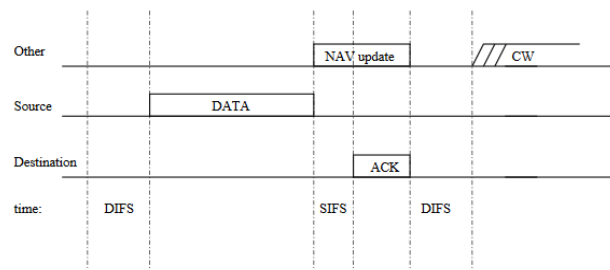 Other NAV update CW
Source DATA
Destination ACK
time: DIFS SIFS DIFS